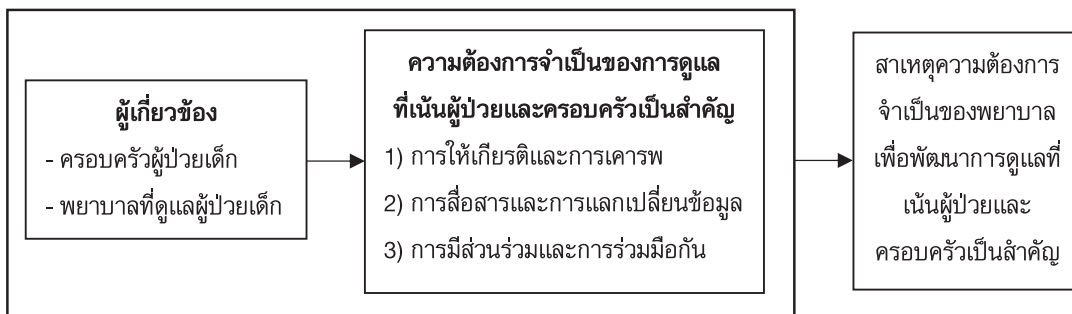 ผู้เกี่ยวข้อง
- ครอบครัวผู้ป่วยเด็ก
- พยาบาลที่ดูแลผู้ป่วยเด็ก
ความต้องการจำเป็นของการดูแล
ที่เน้นผู้ป่วยและครอบครัวเป็นสำคัญ
1) การให้เกียรติและการเคารพ
2) การสื่อสารและการแลกเปลี่ยนข้อมูล
3) การมีส่วนร่วมและการร่วมมือกัน
สาเหตุความต้องการ
จำเป็นของพยาบาล
เพื่อพัฒนาการดูแลที่
เน้นผู้ป่วยและ
ครอบครัวเป็นสำคัญ